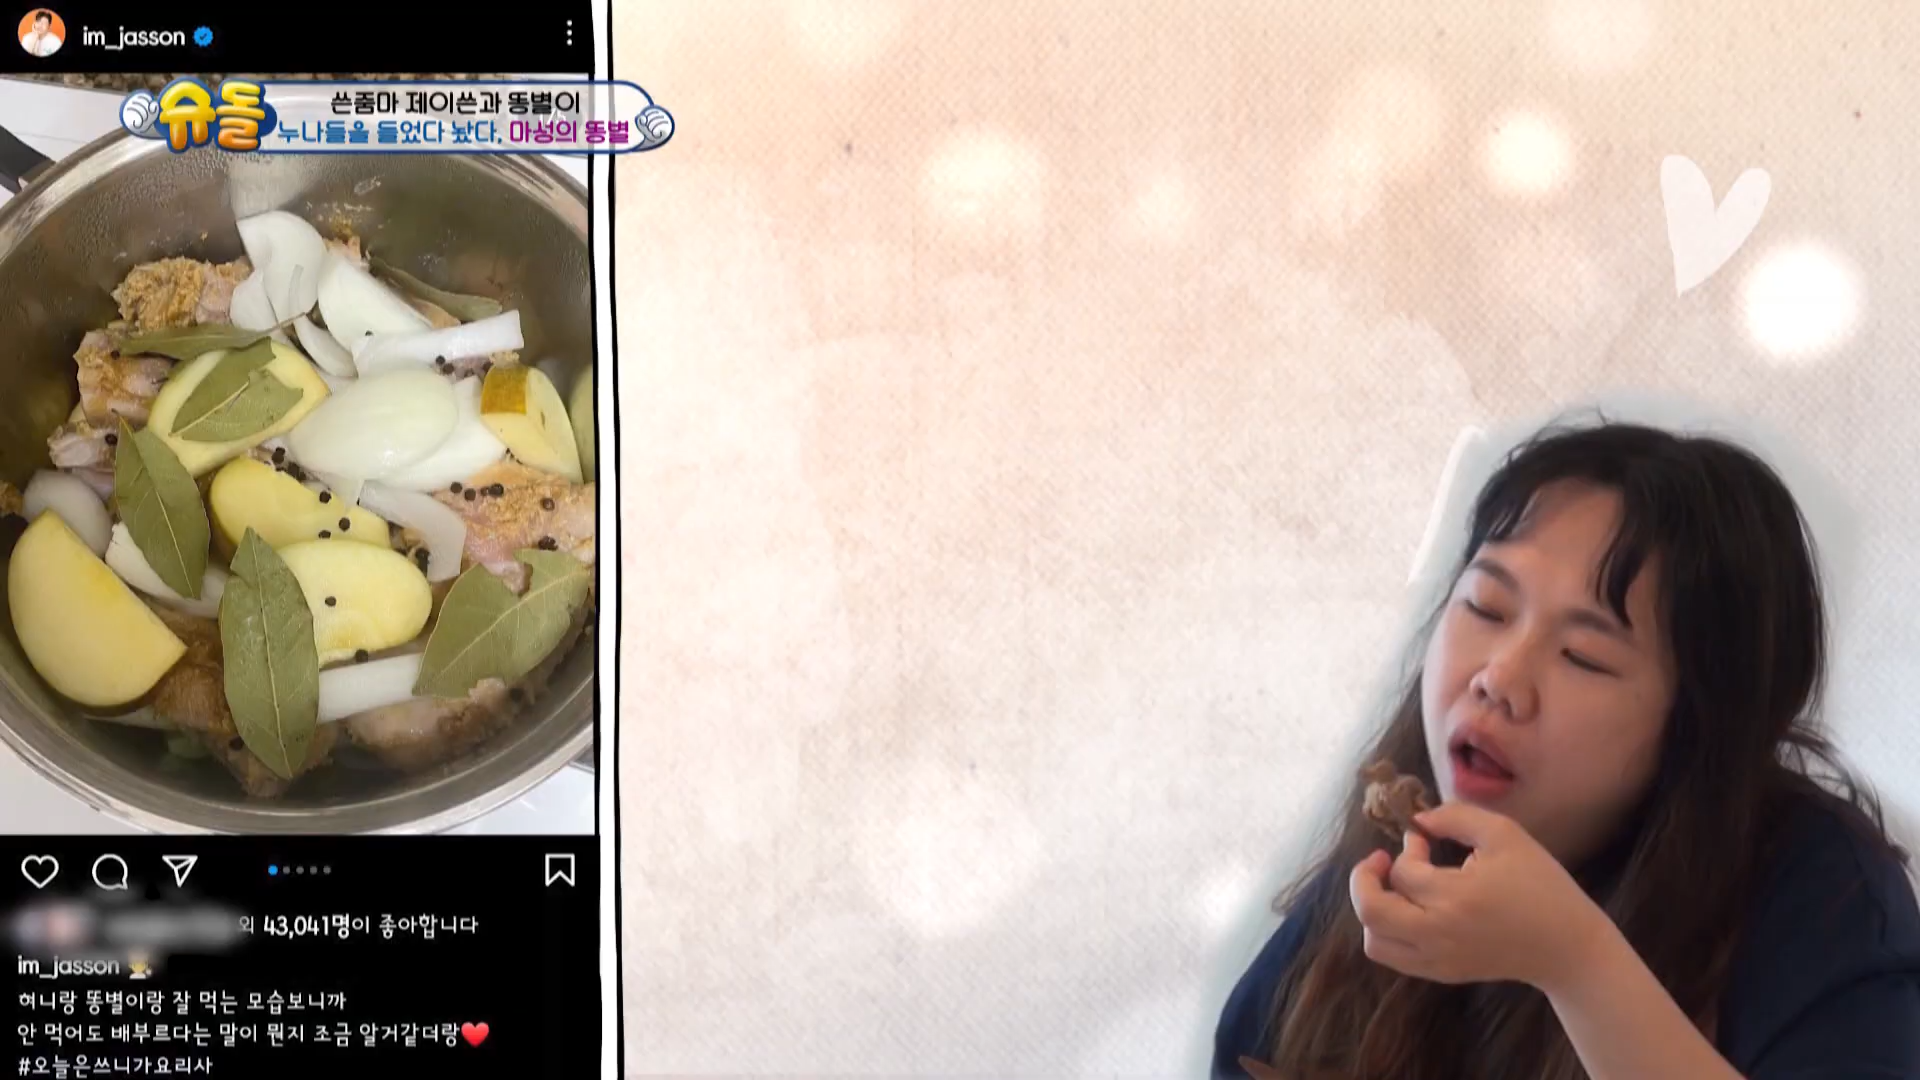 im_jasson
슈돌
쓴줌마 제이쓴과 똥별이
누나들을 들었다 놨다, 마성의 똥별
외 43,041명이 좋아합니다
im_jasson
혀니랑 똥별이랑 잘 먹는 모습보니까
안 먹어도 배부르다는 말이 뭔지 조금 알거같더랑❤️
#오늘은쓰니가요리사